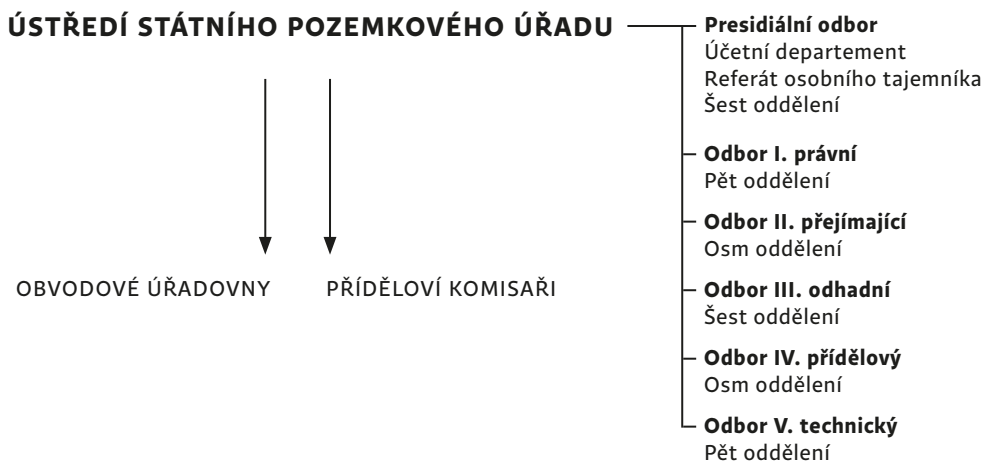 ÚSTŘEDÍ STÁTNÍHO POZEMKOVÉHO ÚŘADU
Presidiální odbor
Účetní departement
Referát osobního tajemníka
Šest oddělení
Odbor I. právní
Pět oddělení
Odbor II. přejímající
Osm oddělení
OBVODOVÉ ÚŘADOVNY
PŘÍDĚLOVÍ KOMISAŘI
Odbor III. odhadní
Šest oddělení
Odbor IV. přídělový
Osm oddělení
Odbor V. technický
Pět oddělení